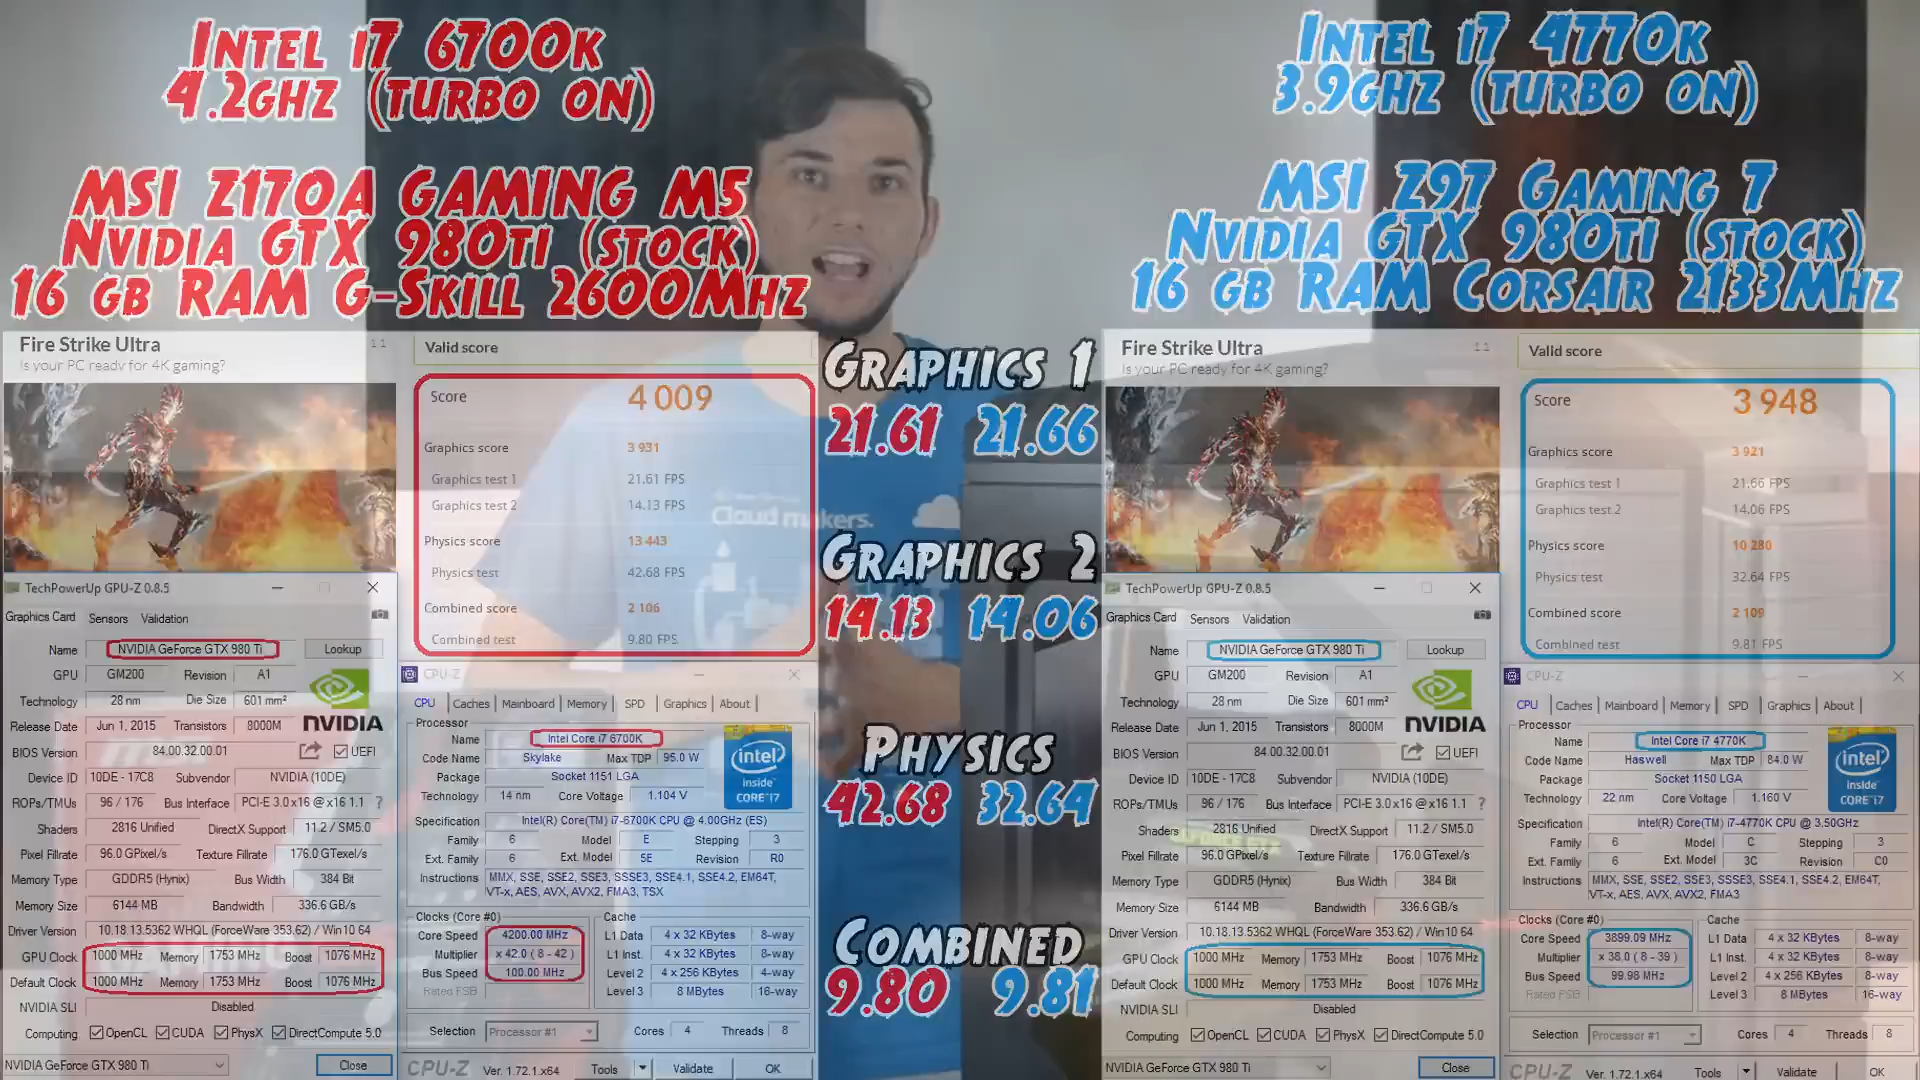 Intel i7 6700k
4.2ghz (turbo on)
MSI Z170A GAMING M5
Nvidia GTX 980ti (stock)
16 gb RAM G-Skill 2600Mhz
Intel i7 4770k
3.9ghz (turbo on)
MSI Z97 Gaming 7
Nvidia GTX 980ti (stock)
16 gb RAM Corsair 2133Mhz
Fire Strike Ultra 1.1
Is your PC ready for 4K gaming?
Valid score
Score 4 009
Graphics score 3 931
Graphics test 1 21.61 FPS
Graphics test 2 14.13 FPS
Physics score 13 443
Physics test 42.68 FPS
Combined score 2 106
Combined test 9.80 FPS
Cloud makers.
Graphics 1
21.61 21.66
Graphics 2
14.13 14.06
Physics
42.68 32.64
Combined
9.80 9.81
Fire Strike Ultra 1.1
Is your PC ready for 4K gaming?
Valid score
Score 3 948
Graphics score 3 921
Graphics test 1 21.66 FPS
Graphics test 2 14.06 FPS
Physics score 10 280
Physics test 32.64 FPS
Combined score 2 109
Combined test 9.81 FPS
TechPowerUp GPU-Z 0.8.5
Graphics Card Sensors Validation
Name NVIDIA GeForce GTX 980 Ti Lookup
GPU GM200 Revision A1
Technology 28 nm Die Size 601 mm²
Release Date Jun 1, 2015 Transistors 8000M
NVIDIA
BIOS Version 84.00.32.00.01 UEFI
Device ID 10DE - 17C8 Subvendor NVIDIA (10DE)
ROPs/TMUs 96 / 176 Bus Interface PCI-E 3.0 x16 @ x16 1.1 ?
Shaders 2816 Unified DirectX Support 11.2 / SM5.0
Pixel Fillrate 96.0 GPixel/s Texture Fillrate 176.0 GTexel/s
Memory Type GDDR5 (Hynix) Bus Width 384 Bit
Memory Size 6144 MB Bandwidth 336.6 GB/s
Driver Version 10.18.13.5362 WHQL (ForceWare 353.62) / Win10 64
GPU Clock 1000 MHz Memory 1753 MHz Boost 1076 MHz
Default Clock 1000 MHz Memory 1753 MHz Boost 1076 MHz
NVIDIA SLI Disabled
Computing OpenCL CUDA PhysX DirectCompute 5.0
NVIDIA GeForce GTX 980 Ti Close
CPU-Z
CPU Caches Mainboard Memory SPD Graphics About
Processor
Name Intel Core i7 6700K
Code Name Skylake Max TDP 95.0 W
Package Socket 1151 LGA
Technology 14 nm Core Voltage 1.104 V
intel inside CORE i7
Specification Intel(R) Core(TM) i7-6700K CPU @ 4.00GHz (ES)
Family 6 Model E Stepping 3
Ext. Family 6 Ext. Model 5E Revision R0
Instructions MMX, SSE, SSE2, SSE3, SSSE3, SSE4.1, SSE4.2, EM64T,
VT-x, AES, AVX, AVX2, FMA3, TSX
Clocks (Core #0) Cache
Core Speed 4200.00 MHz L1 Data 4 x 32 KBytes 8-way
Multiplier x 42.0 ( 8 - 42 ) L1 Inst. 4 x 32 KBytes 8-way
Bus Speed 100.00 MHz Level 2 4 x 256 KBytes 4-way
Rated FSB Level 3 8 MBytes 16-way
Selection Processor #1 Cores 4 Threads 8
CPU-Z Ver. 1.72.1.x64 Tools Validate OK
TechPowerUp GPU-Z 0.8.5
Graphics Card Sensors Validation
Name NVIDIA GeForce GTX 980 Ti Lookup
GPU GM200 Revision A1
Technology 28 nm Die Size 601 mm²
Release Date Jun 1, 2015 Transistors 8000M
NVIDIA
BIOS Version 84.00.32.00.01 UEFI
Device ID 10DE - 17C8 Subvendor NVIDIA (10DE)
ROPs/TMUs 96 / 176 Bus Interface PCI-E 3.0 x16 @ x16 1.1 ?
Shaders 2816 Unified DirectX Support 11.2 / SM5.0
Pixel Fillrate 96.0 GPixel/s Texture Fillrate 176.0 GTexel/s
Memory Type GDDR5 (Hynix) Bus Width 384 Bit
Memory Size 6144 MB Bandwidth 336.6 GB/s
Driver Version 10.18.13.5362 WHQL (ForceWare 353.62) / Win10 64
GPU Clock 1000 MHz Memory 1753 MHz Boost 1076 MHz
Default Clock 1000 MHz Memory 1753 MHz Boost 1076 MHz
NVIDIA SLI Disabled
Computing OpenCL CUDA PhysX DirectCompute 5.0
NVIDIA GeForce GTX 980 Ti Close
CPU-Z
CPU Caches Mainboard Memory SPD Graphics About
Processor
Name Intel Core i7 4770K
Code Name Haswell Max TDP 84.0 W
Package Socket 1150 LGA
Technology 22 nm Core Voltage 1.160 V
intel inside CORE i7
Specification Intel(R) Core(TM) i7-4770K CPU @ 3.50GHz
Family 6 Model C Stepping 3
Ext. Family 6 Ext. Model 3C Revision C0
Instructions MMX, SSE, SSE2, SSE3, SSSE3, SSE4.1, SSE4.2, EM64T,
VT-x, AES, AVX, AVX2, FMA3
Clocks (Core #0) Cache
Core Speed 3899.09 MHz L1 Data 4 x 32 KBytes 8-way
Multiplier x 38.0 ( 8 - 39 ) L1 Inst. 4 x 32 KBytes 8-way
Bus Speed 99.98 MHz Level 2 4 x 256 KBytes 8-way
Rated FSB Level 3 8 MBytes 16-way
Selection Processor #1 Cores 4 Threads 8
CPU-Z Ver. 1.72.1.x64 Tools Validate OK